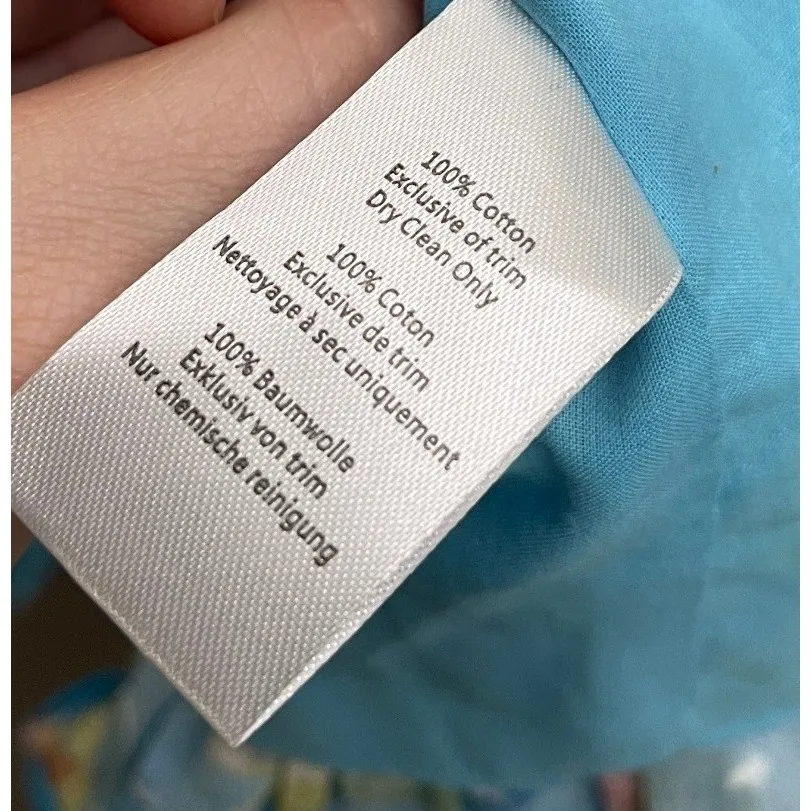 100% Cotton
Exclusive of trim
Dry Clean Only
100% Coton
Exclusive de trim
Nettoyage à sec uniquement
100% Baumwolle
Exklusiv von trim
Nur chemische reinigung